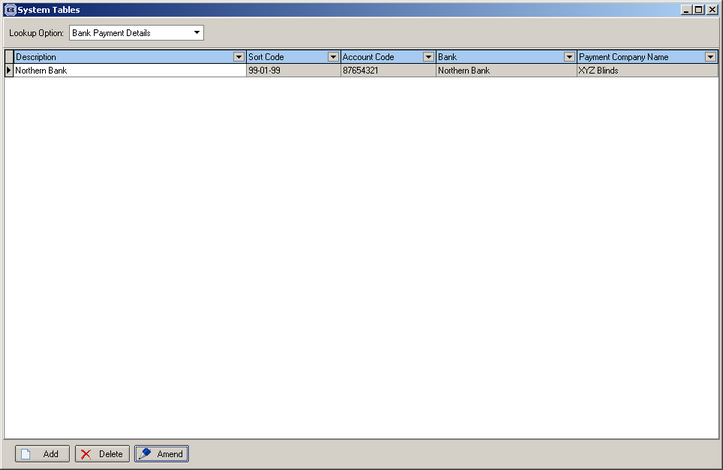 System Tables
Lookup Option: Bank Payment Details
Description Sort Code Account Code Bank Payment Company Name
Northern Bank 99-01-99 87654321 Northern Bank XYZ Blinds
Add Delete Amend